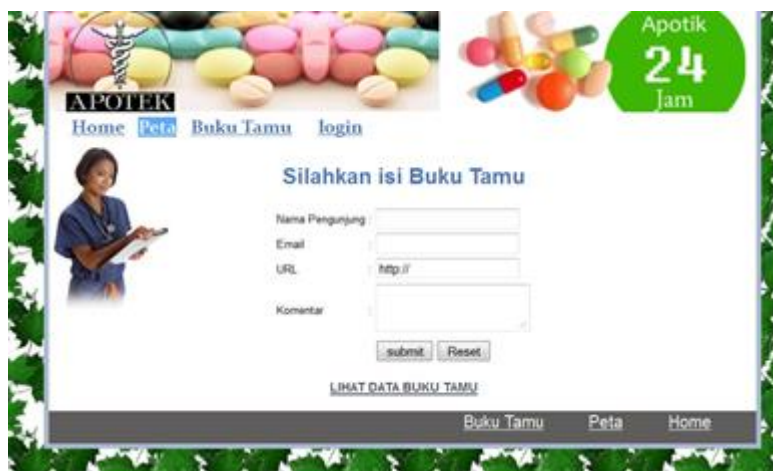 Apotik
24
Jam
APOTEK
Home Peta Buku Tamu login
Silahkan isi Buku Tamu
Nama Pengunjung :
Email :
URL : http://
Komentar :
submit Reset
LIHAT DATA BUKU TAMU
Buku Tamu Peta Home